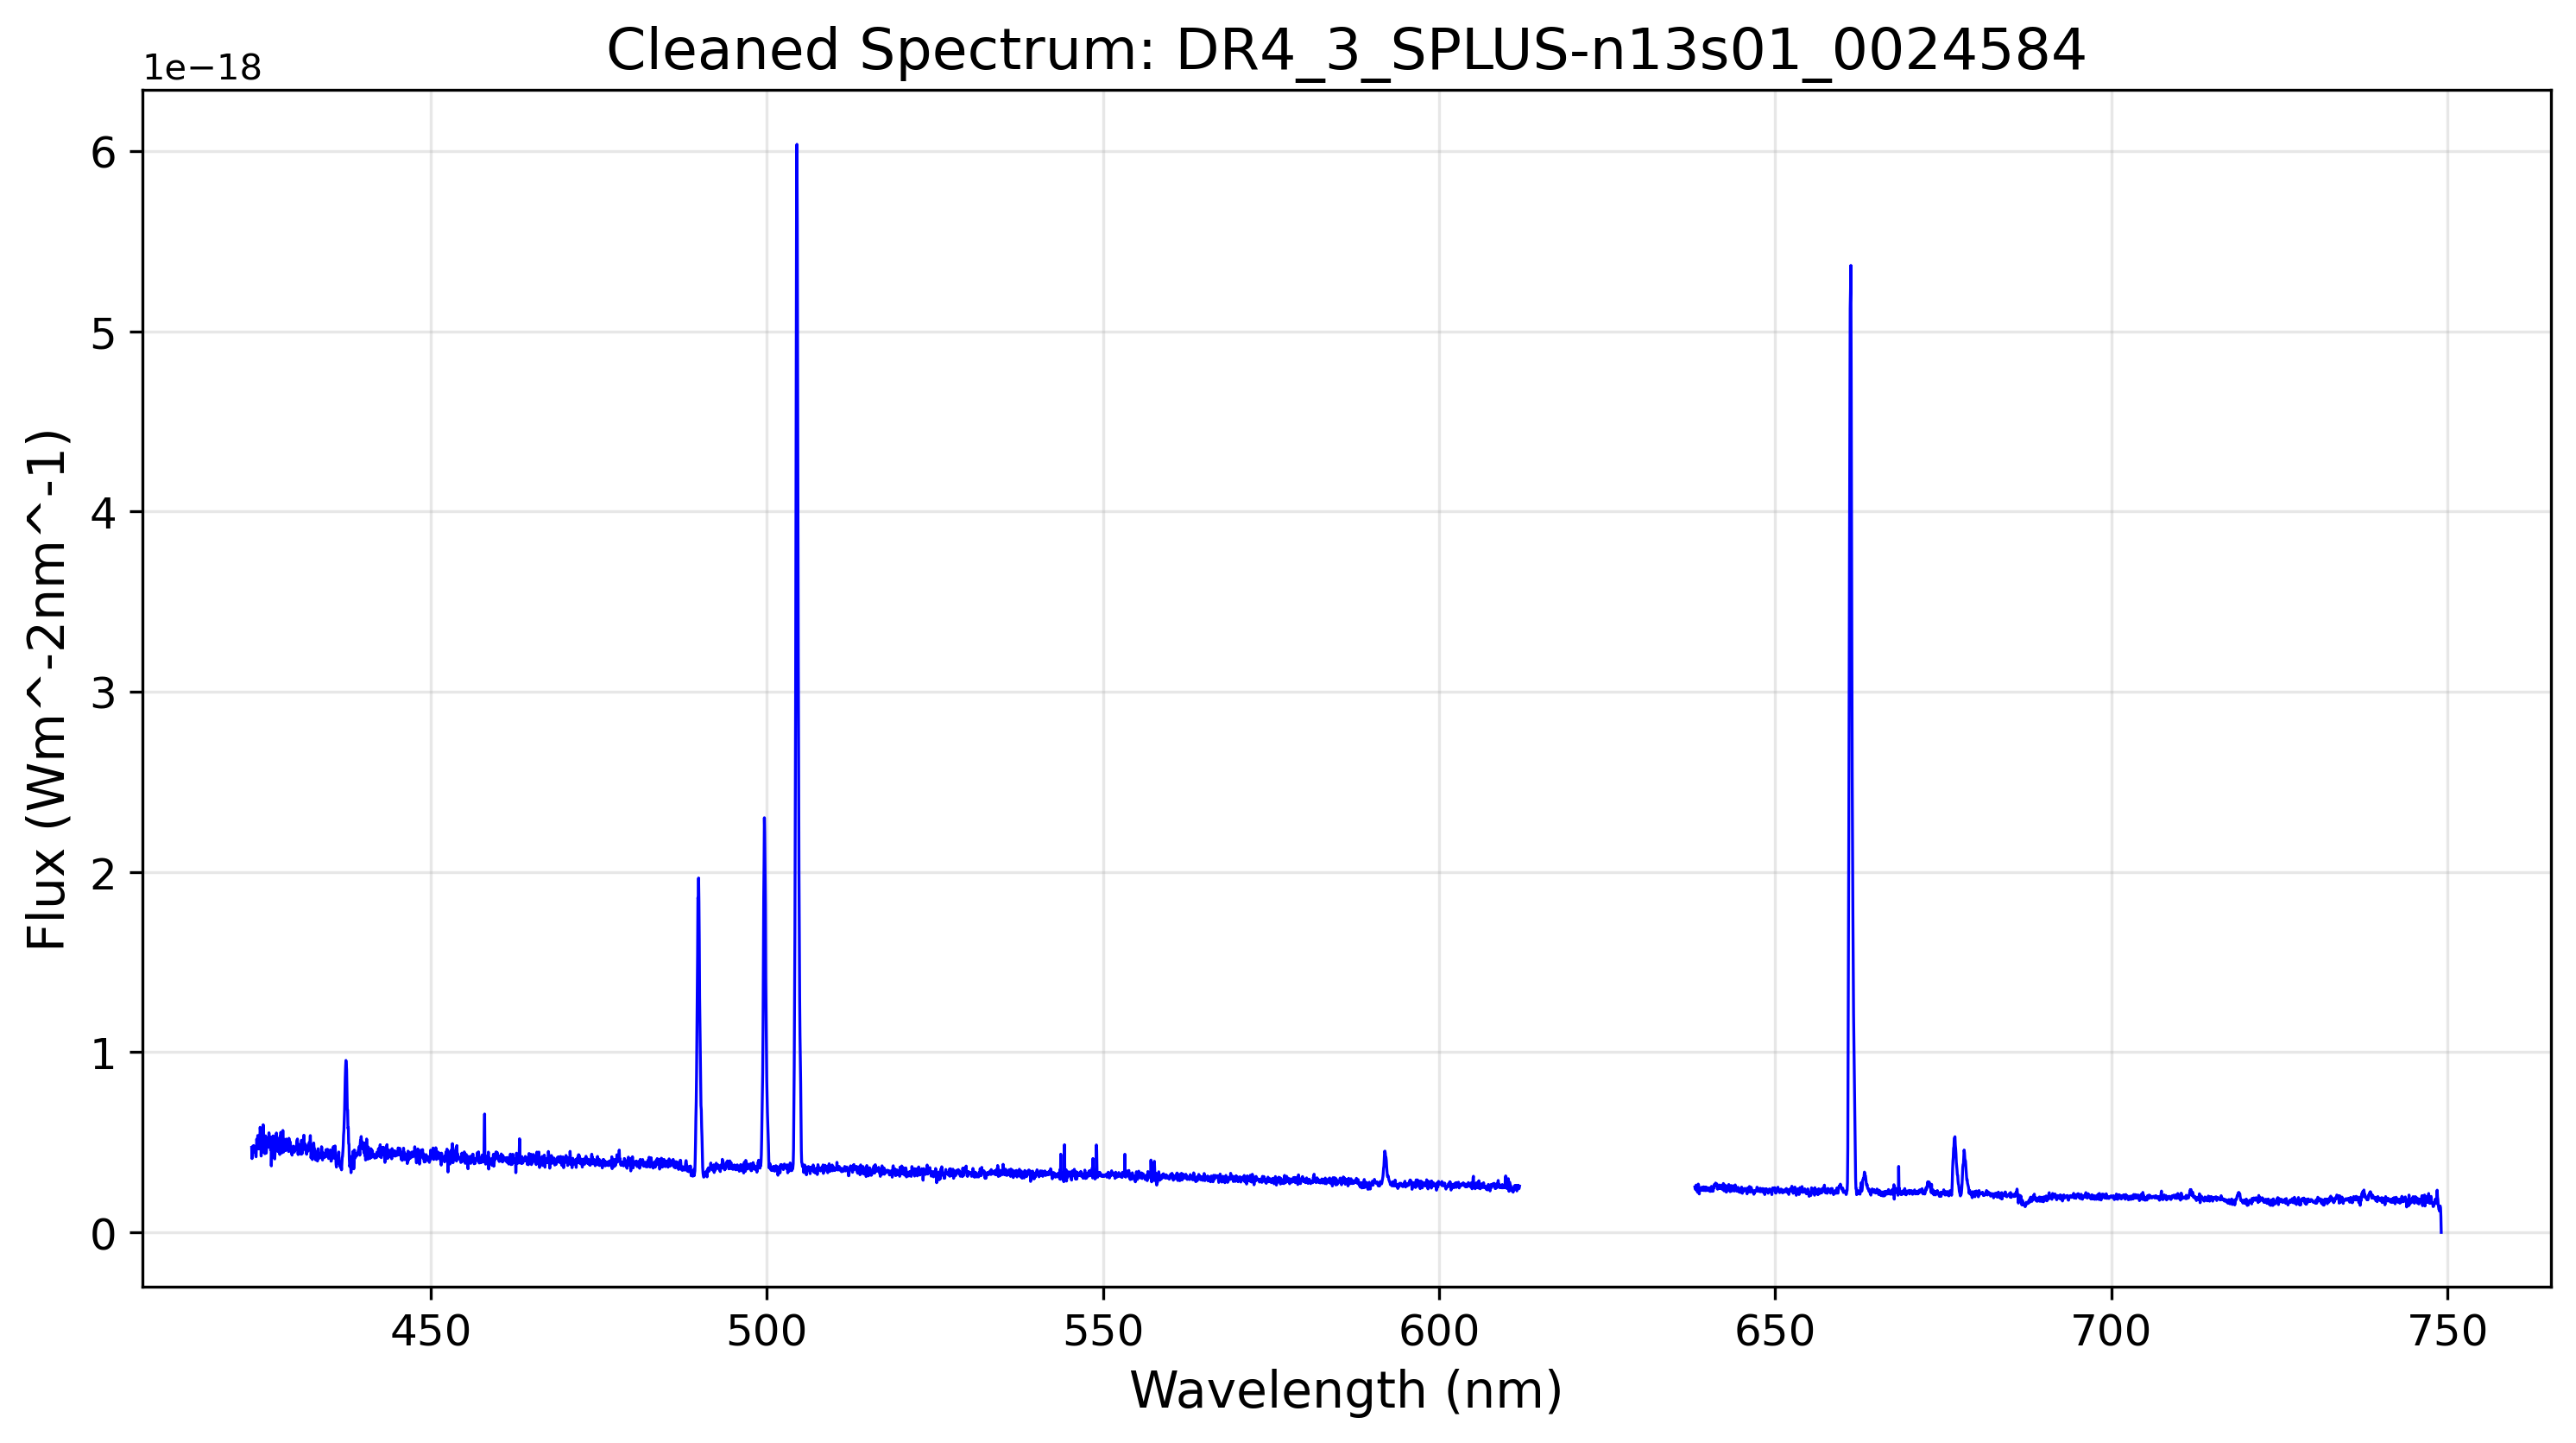 Cleaned Spectrum: DR4_3_SPLUS-n13s01_0024584
1e−18
6
5
4
3
2
1
0
Flux (Wm^-2nm^-1)
450 500 550 600 650 700 750
Wavelength (nm)